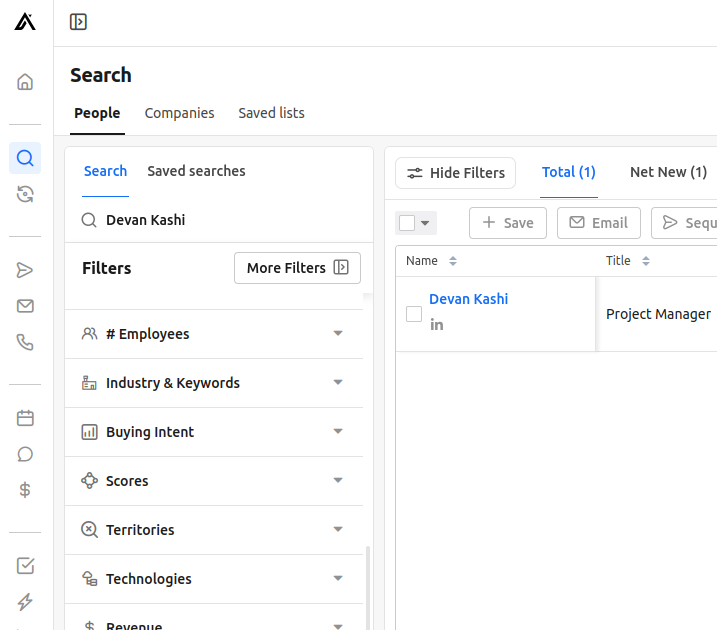 Search
People Companies Saved lists
Search Saved searches
Devan Kashi
Filters More Filters
# Employees
Industry & Keywords
Buying Intent
Scores
Territories
Technologies
Revenue
Hide Filters Total (1) Net New (1)
Save Email Sequ
Name Title
Devan Kashi Project Manager
in